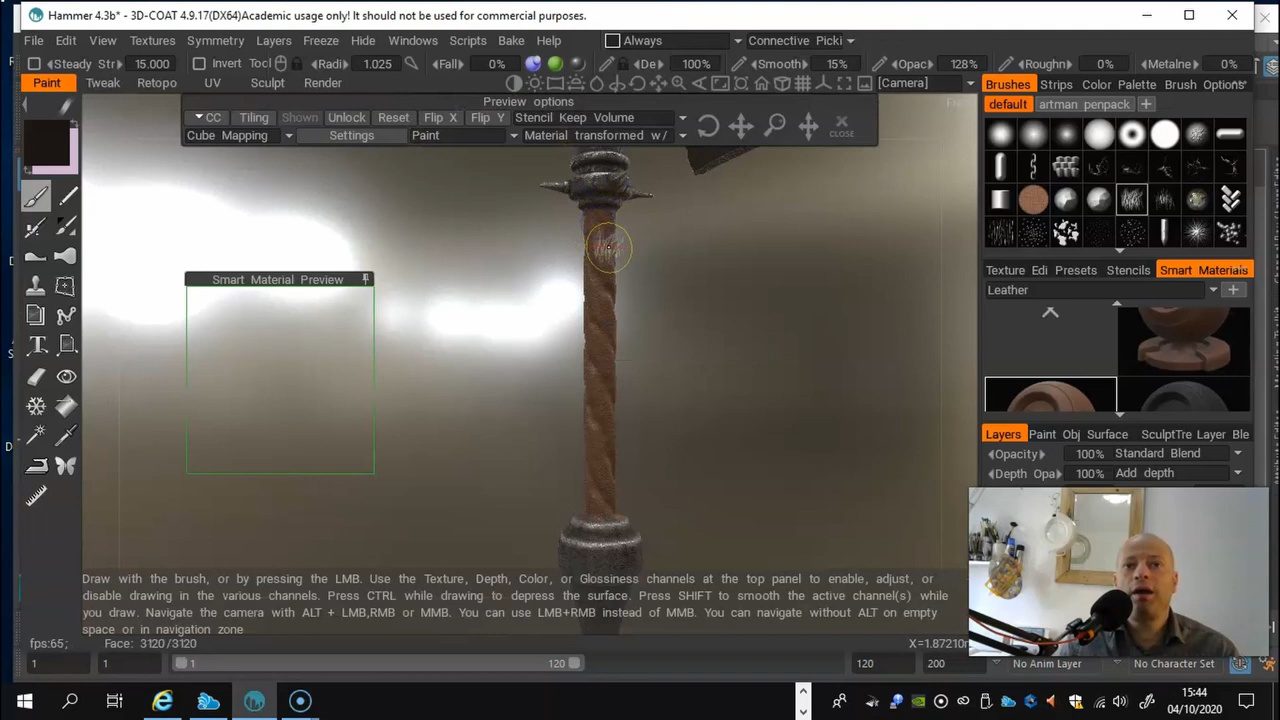 Hammer 4.3b* - 3D-COAT 4.9.17(DX64)Academic usage only! It should not be used for commercial purposes.
File Edit View Textures Symmetry Layers Freeze Hide Windows Scripts Bake Help Always Connective Picki
Steady Str 15.000 Invert Tol Radi 1.025 Fall 0% De 100% Smooth 15% Opac 128% Roughn 0% Metalne 0%
Paint Tweak Retopo UV Sculpt Render [Camera] Brushes Strips Color Palette Brush Options
Preview options
default artman penpack
CC Tiling Shown Unlock Reset Flip X Flip Y Stencil Keep Volume
Cube Mapping Settings Paint Material transformed w/ CLOSE
Texture Edi Presets Stencils Smart Materials
Smart Material Preview
Leather
Layers Paint Obj Surface SculptTre Layer Ble
Opacity 100% Standard Blend
Depth Opa 100% Add depth
Draw with the brush, or by pressing the LMB. Use the Texture, Depth, Color, or Glossiness channels at the top panel to enable, adjust, or
disable drawing in the various channels. Press CTRL while drawing to depress the surface. Press SHIFT to smooth the active channel(s) while
you draw. Navigate the camera with ALT + LMB,RMB or MMB. You can use LMB+RMB instead of MMB. You can navigate without ALT on empty
space or in navigation zone
fps:65; Face: 3120/3120 X=1.87210
1 1 1 120 120 200 No Anim Layer No Character Set
15:44
04/10/2020